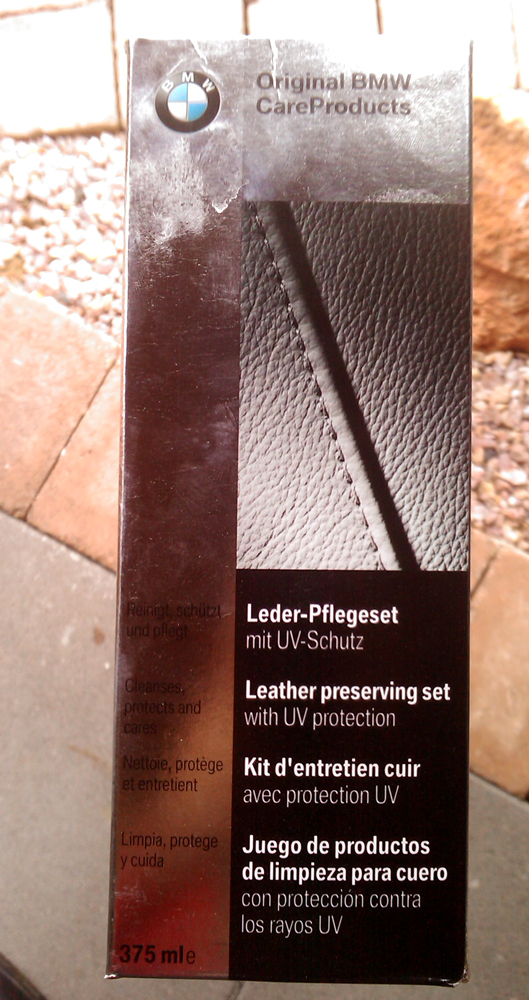 BMW
Original BMW
CareProducts
Reinigt, schützt
und pflegt
Leder-Pflegeset
mit UV-Schutz
Cleanses,
protects and
cares
Leather preserving set
with UV protection
Nettoie, protège
et entretient
Kit d'entretien cuir
avec protection UV
Limpia, protege
y cuida
Juego de productos
de limpieza para cuero
con protección contra
los rayos UV
375 ml e